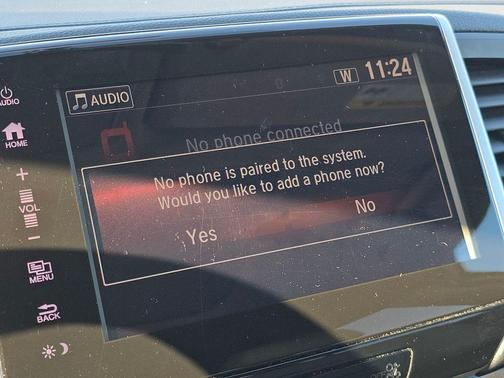 AUDIO
W 11:24
AUDIO
HOME
No phone connected
No phone is paired to the system.
Would you like to add a phone now?
+
VOL
-
Yes No
MENU
BACK